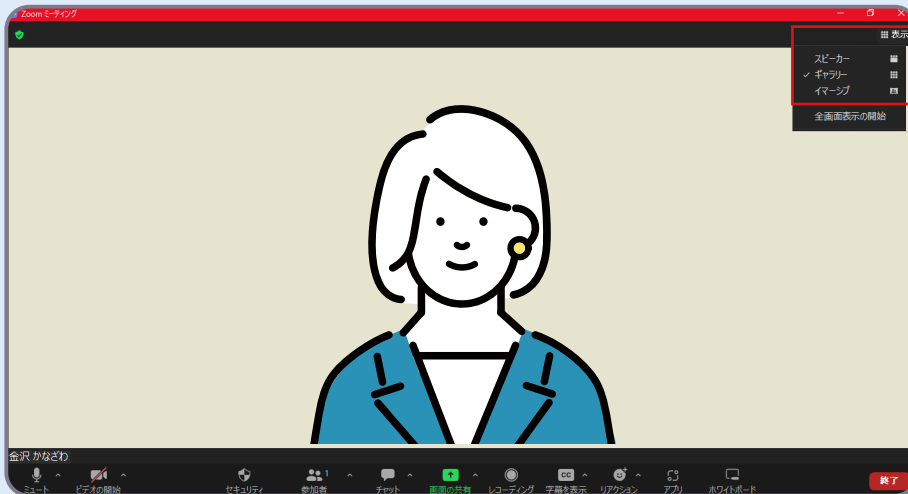 Zoom ミーティング
表示
スピーカー
ギャラリー
イマーシブ
全画面表示の開始
金沢 かなざわ
ミュート
ビデオの開始
セキュリティ
参加者
1
チャット
画面の共有
レコーディング
CC
字幕を表示
リアクション
アプリ
ホワイトボード
終了